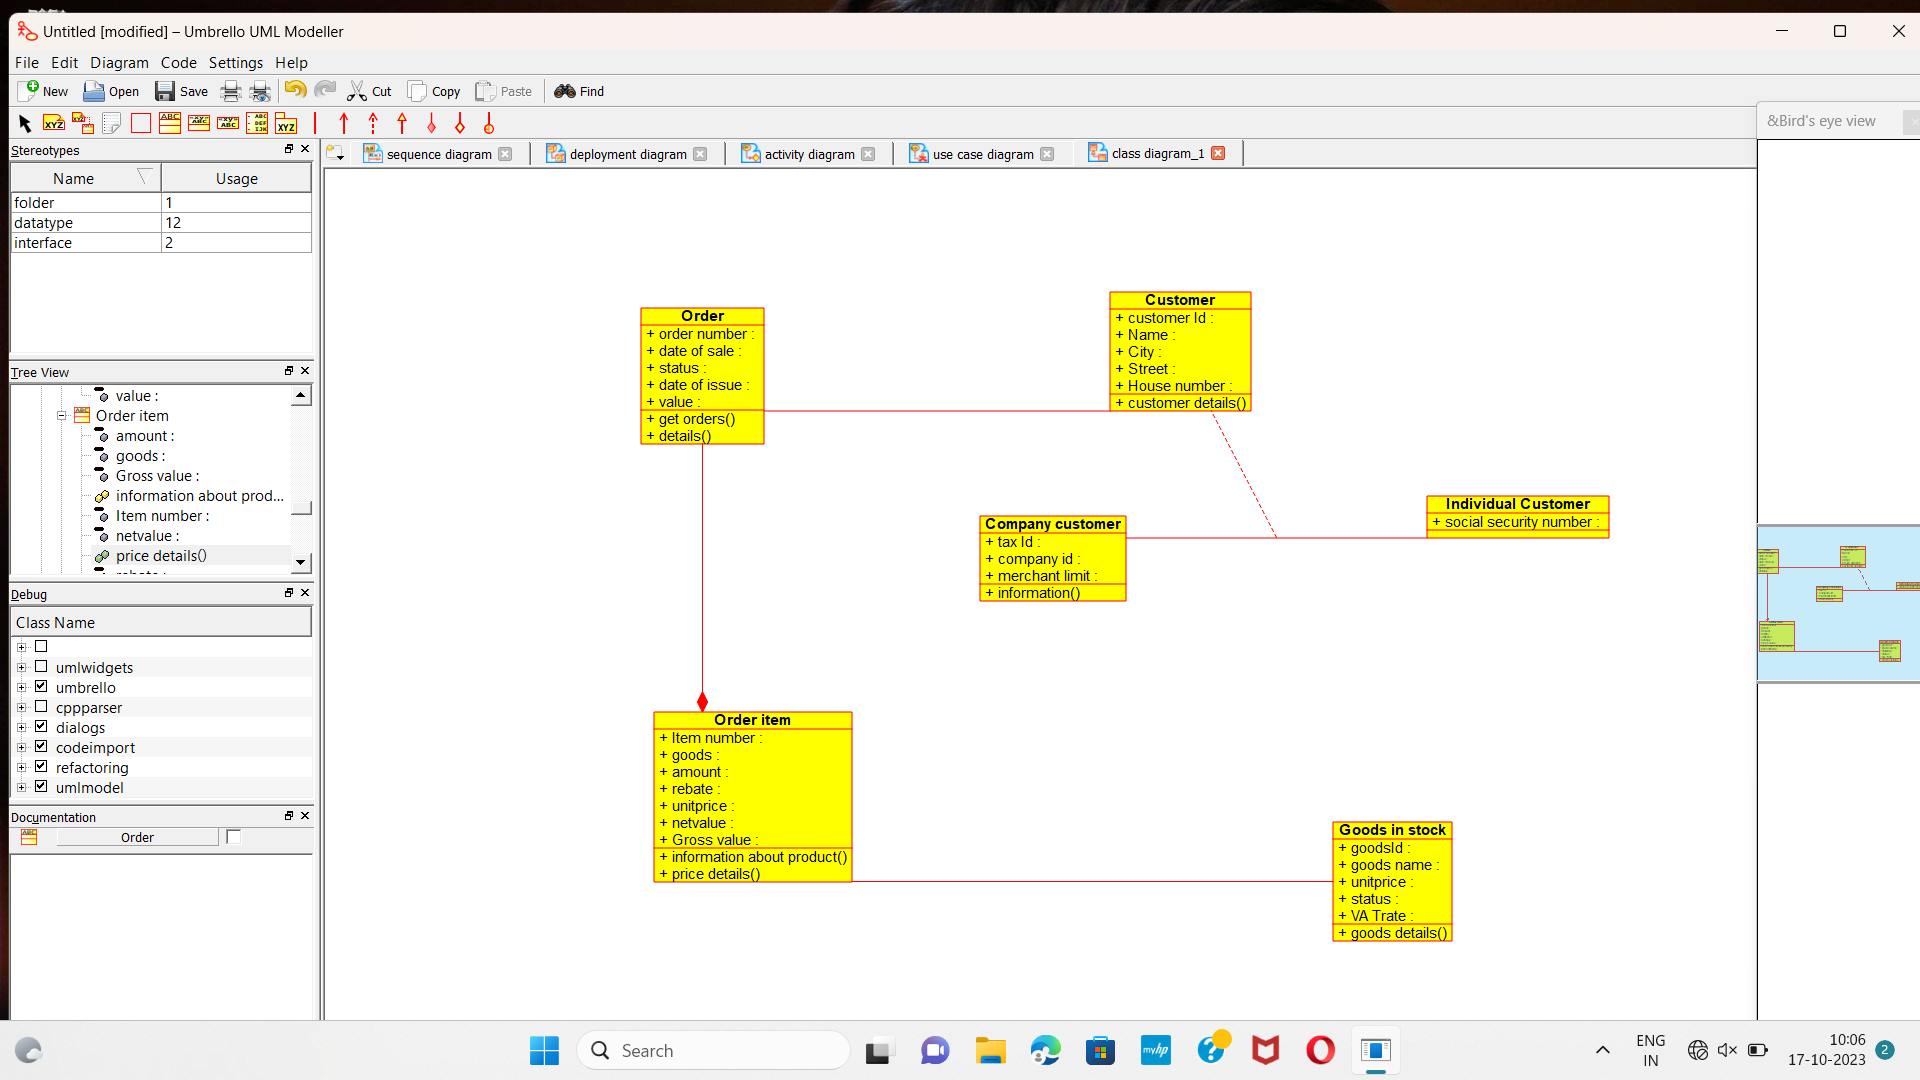 Untitled [modified] – Umbrello UML Modeller
File Edit Diagram Code Settings Help
New Open Save Cut Copy Paste Find
&Bird's eye view
Stereotypes
sequence diagram
deployment diagram
activity diagram
use case diagram
class diagram_1
Name Usage
folder 1
datatype 12
interface 2
Tree View
value :
Order item
amount :
goods :
Gross value :
information about prod...
Item number :
netvalue :
price details()
Debug
Class Name
umlwidgets
umbrello
cppparser
dialogs
codeimport
refactoring
umlmodel
Documentation
Order
Order
+ order number :
+ date of sale :
+ status :
+ date of issue :
+ value :
+ get orders()
+ details()
Customer
+ customer Id :
+ Name :
+ City :
+ Street :
+ House number :
+ customer details()
Company customer
+ tax Id :
+ company id :
+ merchant limit :
+ information()
Individual Customer
+ social security number :
Order item
+ Item number :
+ goods :
+ amount :
+ rebate :
+ unitprice :
+ netvalue :
+ Gross value :
+ information about product()
+ price details()
Goods in stock
+ goodsId :
+ goods name :
+ unitprice :
+ status :
+ VA Trate :
+ goods details()
Search
myhp
ENG
IN
10:06
17-10-2023
2